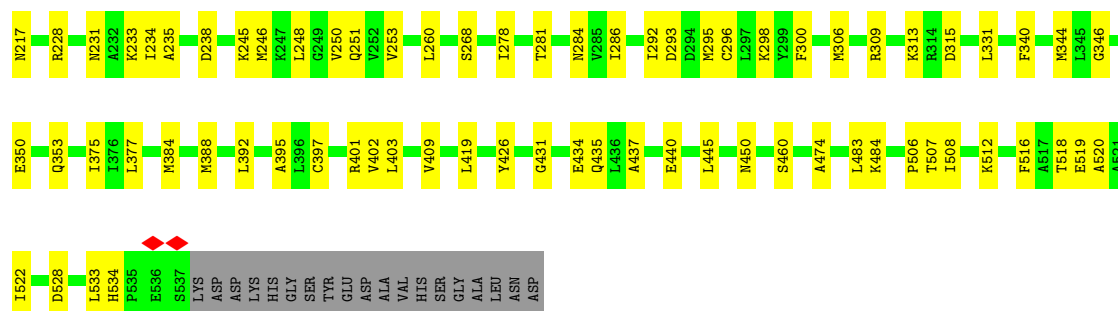 N217 R228 N231 A232 K233 I234 A235 D238 K245 M246 K247 L248 G249 V250 Q251 V252 V253 L260 S268 I278 T281 N284 V285 I286 I292 D293 D294 M295 C296 L297 K298 Y299 F300 M306 R309 K313 R314 D315 L331 F340 M344 L345 G346
E350 Q353 I375 I376 L377 M384 M388 L392 A395 L396 C397 R401 V402 L403 V409 L419 Y426 G431 E434 Q435 L436 A437 E440 L445 N450 S460 A474 L483 K484 P506 T507 I508 K512 F516 A517 T518 E519 A520 A521
I522 D528 L533 H534 P535 E536 S537 LYS ASP ASP LYS HIS GLY SER TYR GLU ASP ALA VAL HIS SER GLY ALA LEU ASN ASP